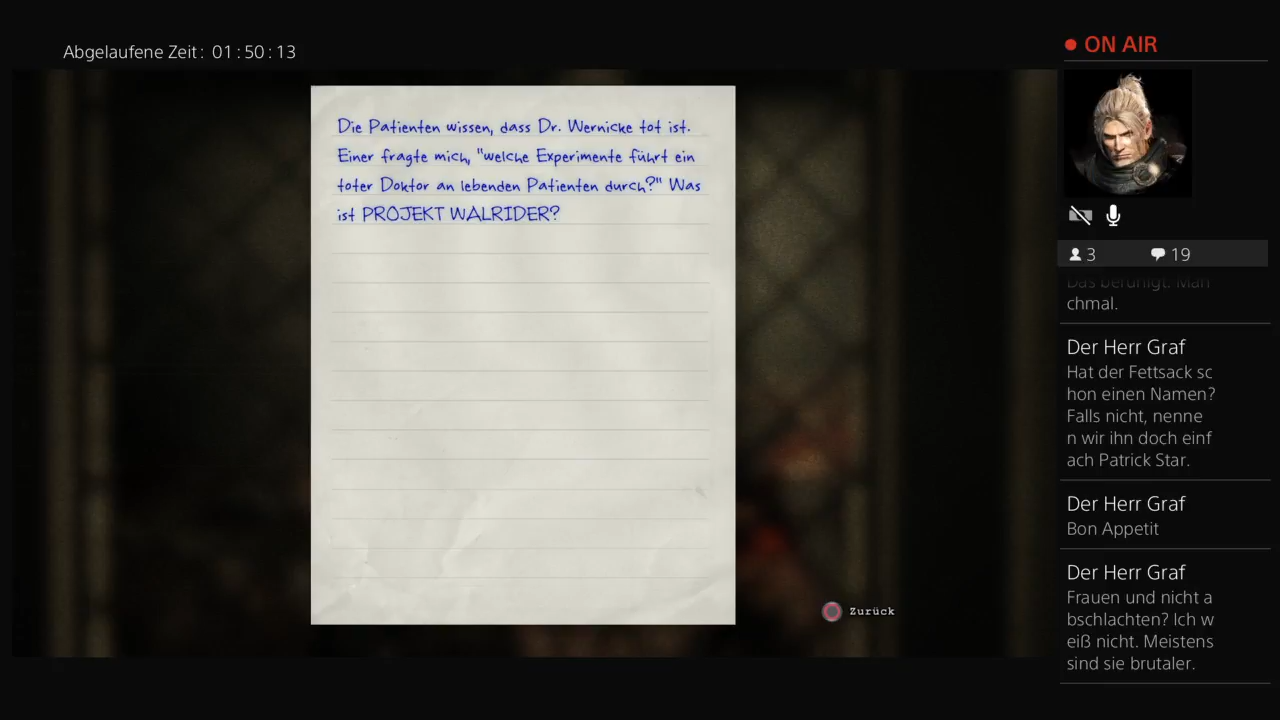 Abgelaufene Zeit: 01:50:13
ON AIR
Die Patienten wissen, dass Dr. Wernicke tot ist.
Einer fragte mich, "welche Experimente führt ein
toter Doktor an lebenden Patienten durch?" Was
ist PROJEKT WALRIDER?
Zurück
3 19
Das beruhigt. Man
chmal.
Der Herr Graf
Hat der Fettsack sc
hon einen Namen?
Falls nicht, nenne
n wir ihn doch einf
ach Patrick Star.
Der Herr Graf
Bon Appetit
Der Herr Graf
Frauen und nicht a
bschlachten? Ich w
eiß nicht. Meistens
sind sie brutaler.